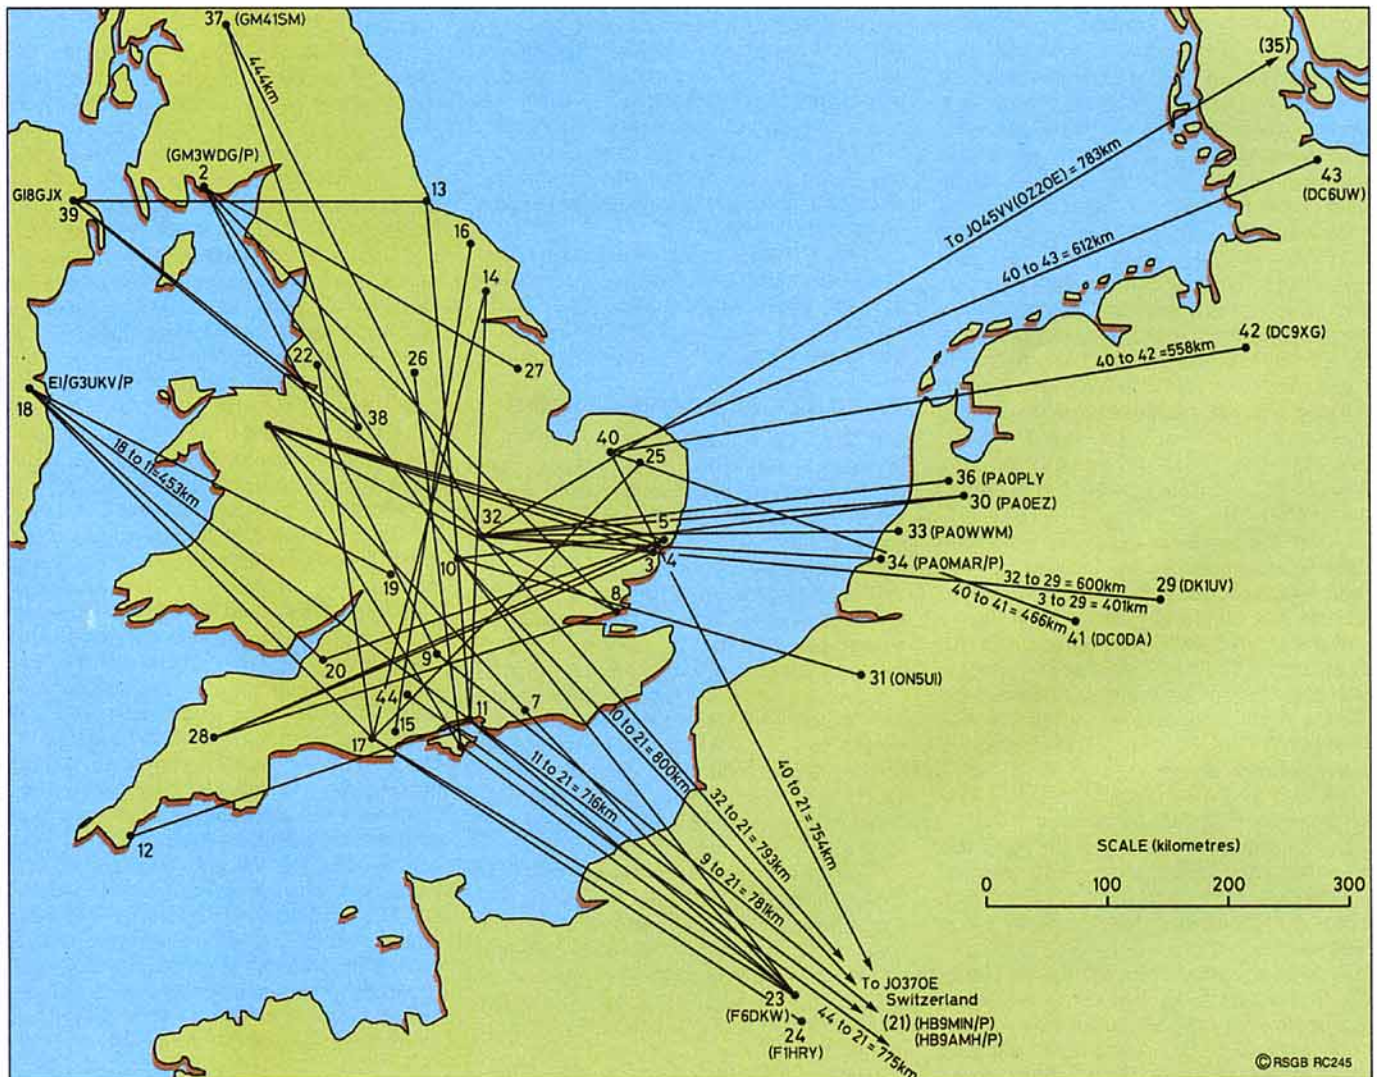 37 (GM41SM)
444km
(35)
(GM3WDG/P)
2
GI8GJX
39
13
To JO45VV(OZ2OE) = 783km
43
(DC6UW)
16
40 to 43 = 612km
14
22
26
27
42 (DC9XG)
40 to 42 =558km
EI/G3UKV/P
18
38
40
25
18 to 11=453km
36 (PA0PLY
30 (PA0EZ)
32
5
33 (PA0WWM)
3
4
10
34 (PA0MAR/P)
19
32 to 29 = 600km
29 (DK1UV)
3 to 29 = 401km
8
40 to 41 = 466km
41 (DC0DA)
20
9
31 (ON5UI)
44
11
7
28
15
17
10 to 21 = 800km
11 to 21 = 716km
40 to 21 = 754km
32 to 21 = 793km
12
SCALE (kilometres)
0 100 200 300
9 to 21 = 781km
To JO37OE
Switzerland
23
(F6DKW)
24
(F1HRY)
(21) (HB9MIN/P)
(HB9AMH/P)
44 to 21 = 775km
©RSGB RC245